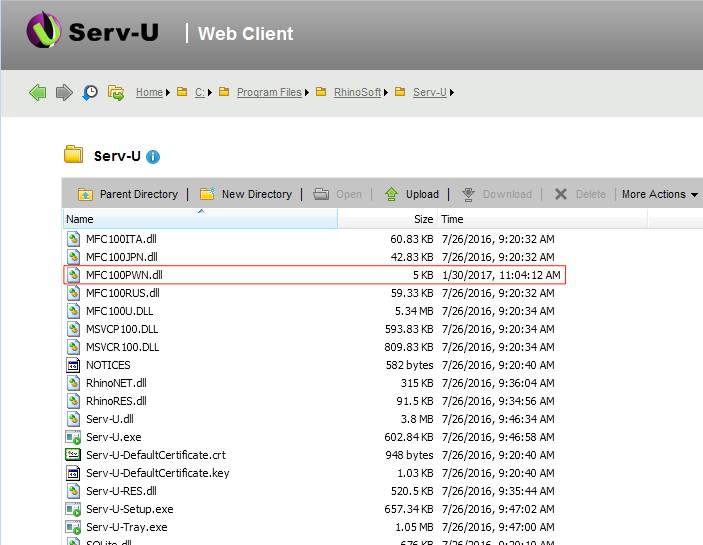 Serv-U | Web Client
Home C: Program Files RhinoSoft Serv-U
Serv-U
Parent Directory | New Directory | Open | Upload | Download | Delete | More Actions
Name Size Time
MFC100ITA.dll 60.83 KB 7/26/2016, 9:20:32 AM
MFC100JPN.dll 42.83 KB 7/26/2016, 9:20:32 AM
MFC100PWN.dll 5 KB 1/30/2017, 11:04:12 AM
MFC100RUS.dll 59.33 KB 7/26/2016, 9:20:32 AM
MFC100U.DLL 5.34 MB 7/26/2016, 9:20:34 AM
MSVCP100.DLL 593.83 KB 7/26/2016, 9:20:34 AM
MSVCR100.DLL 809.83 KB 7/26/2016, 9:20:34 AM
NOTICES 582 bytes 7/26/2016, 9:20:40 AM
RhinoNET.dll 315 KB 7/26/2016, 9:36:04 AM
RhinoRES.dll 91.5 KB 7/26/2016, 9:34:56 AM
Serv-U.dll 3.8 MB 7/26/2016, 9:46:34 AM
Serv-U.exe 602.84 KB 7/26/2016, 9:46:58 AM
Serv-U-DefaultCertificate.crt 948 bytes 7/26/2016, 9:20:40 AM
Serv-U-DefaultCertificate.key 1.03 KB 7/26/2016, 9:20:40 AM
Serv-U-RES.dll 520.5 KB 7/26/2016, 9:35:44 AM
Serv-U-Setup.exe 657.34 KB 7/26/2016, 9:47:02 AM
Serv-U-Tray.exe 1.05 MB 7/26/2016, 9:47:00 AM
SQLite.dll 676 KB